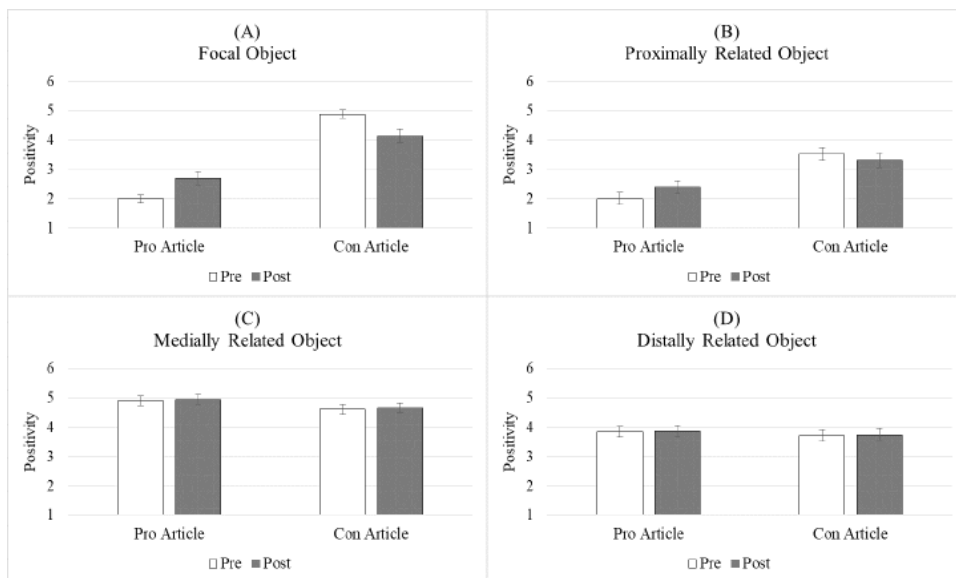 (A)
Focal Object
Positivity
6
5
4
3
2
1
Pro Article
Con Article
Pre Post
(B)
Proximally Related Object
Positivity
6
5
4
3
2
1
Pro Article
Con Article
Pre Post
(C)
Medially Related Object
Positivity
6
5
4
3
2
1
Pro Article
Con Article
Pre Post
(D)
Distally Related Object
Positivity
6
5
4
3
2
1
Pro Article
Con Article
Pre Post